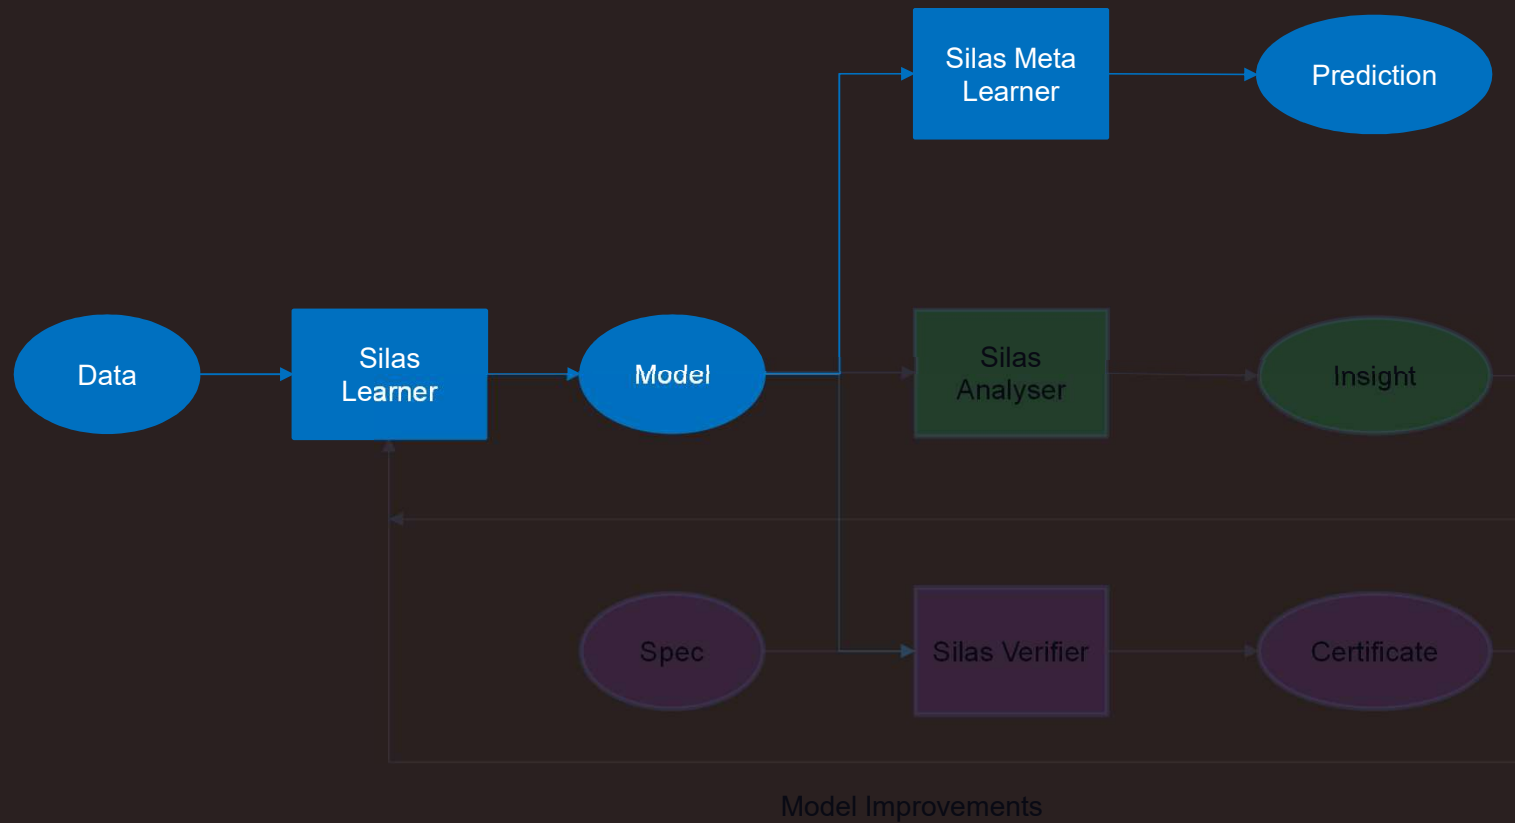 Silas Meta
Learner
Prediction
Data
Silas
Learner
Model
Silas
Analyser
Insight
Spec
Silas Verifier
Certificate
Model Improvements